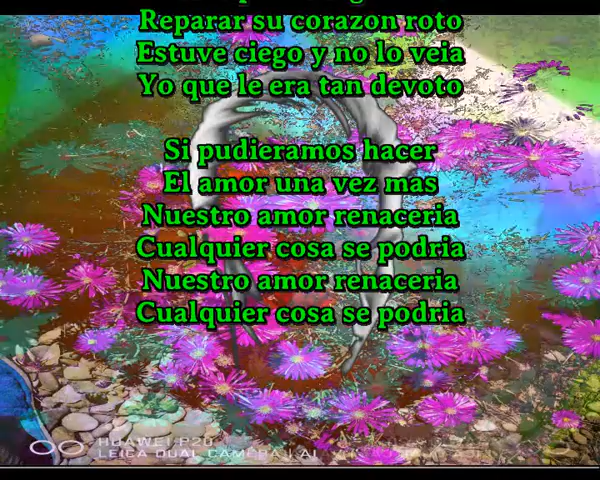 Reparar su corazon roto
Estuve ciego y no lo veia
Yo que le era tan devoto
Si pudieramos hacer
El amor una vez mas
Nuestro amor renaceria
Cualquier cosa se podria
Nuestro amor renaceria
Cualquier cosa se podria
HUAWEI P20
LEICA DUAL CAMERA | AI